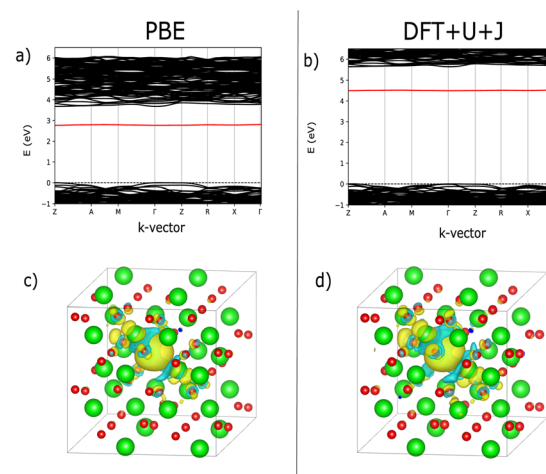 PBE
DFT+U+J
a)
6
5
4
3
2
1
0
-1
E (eV)
Z A M Γ Z R X Γ
k-vector
b)
6
5
4
3
2
1
0
-1
E (eV)
Z A M Γ Z R X
k-vector
c)
d)